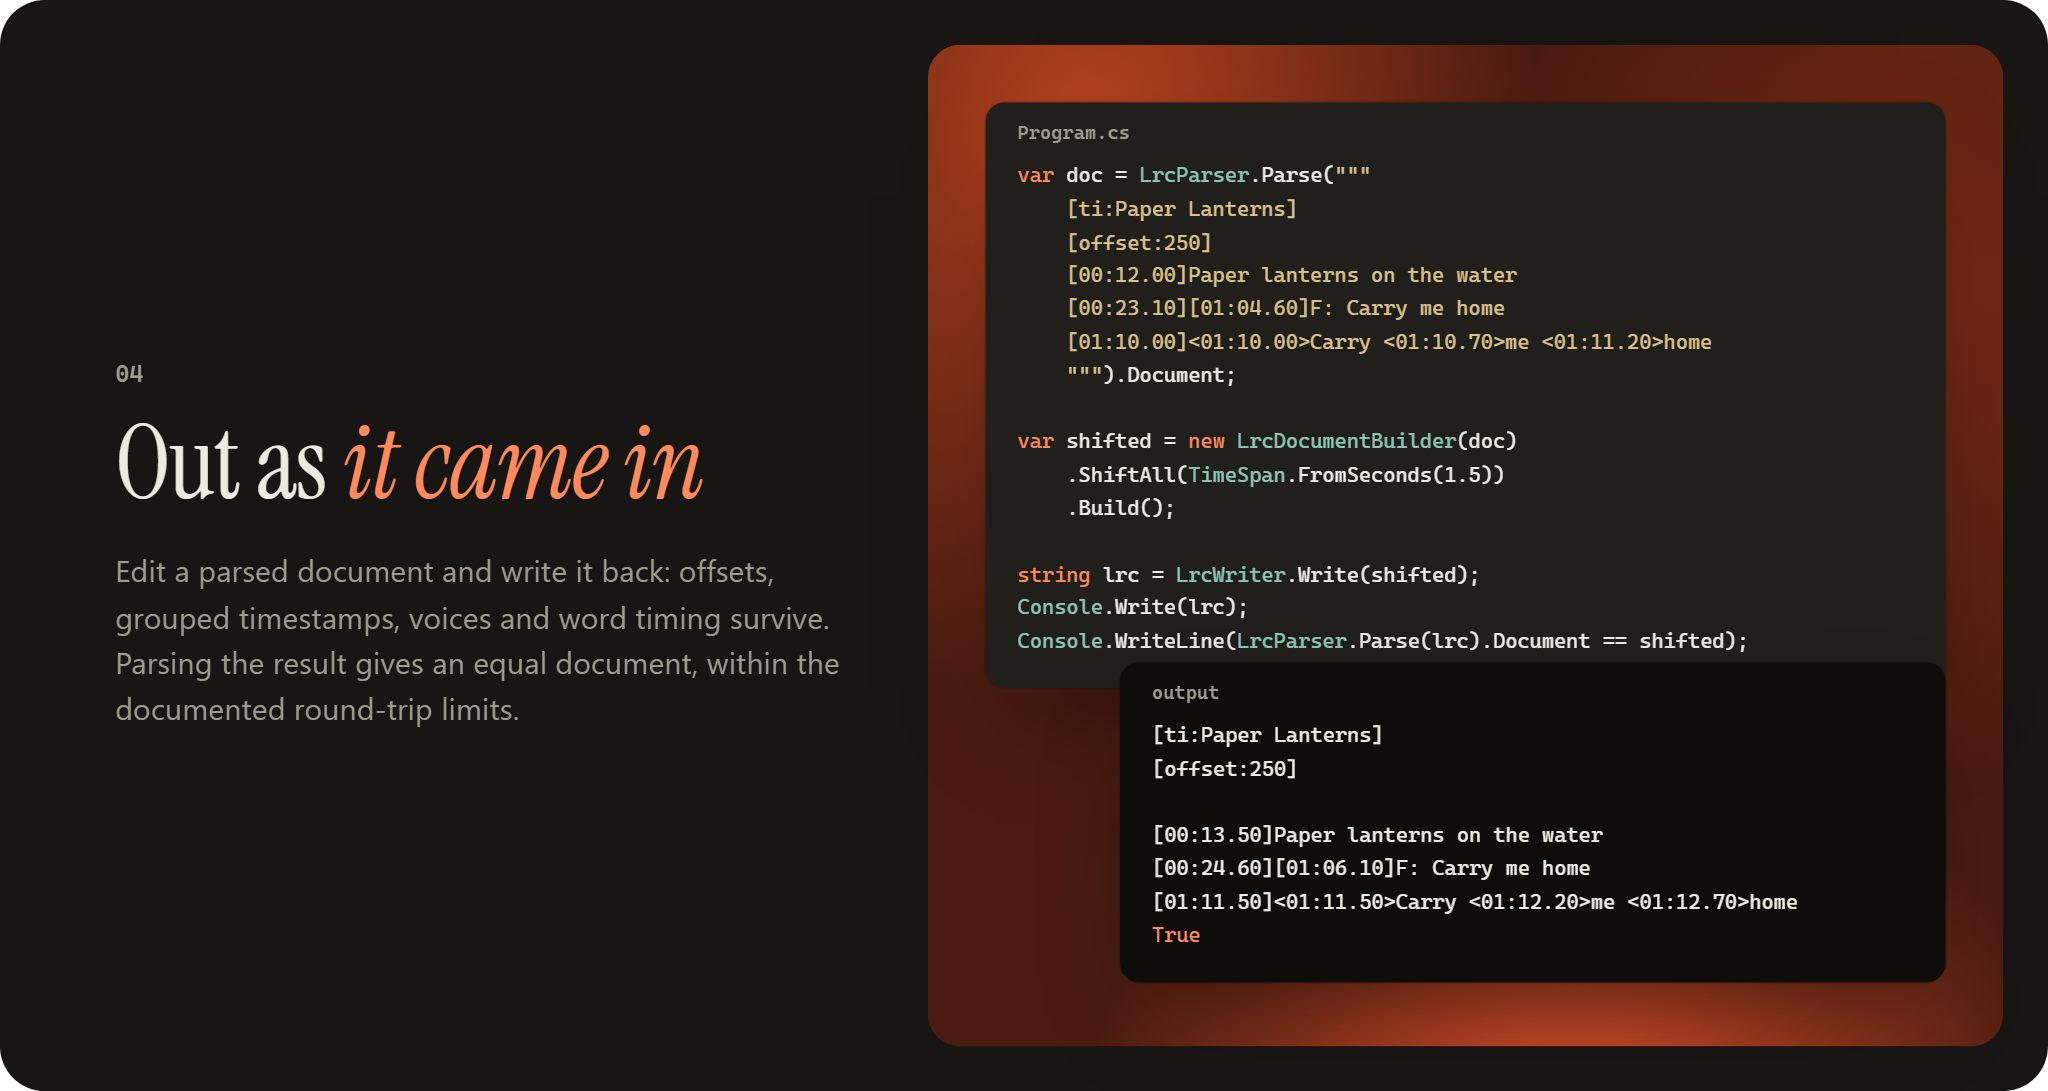 04
Out as it came in
Edit a parsed document and write it back: offsets,
grouped timestamps, voices and word timing survive.
Parsing the result gives an equal document, within the
documented round-trip limits.
Program.cs
var doc = LrcParser.Parse("""
    [ti:Paper Lanterns]
    [offset:250]
    [00:12.00]Paper lanterns on the water
    [00:23.10][01:04.60]F: Carry me home
    [01:10.00]<01:10.00>Carry <01:10.70>me <01:11.20>home
    """).Document;
var shifted = new LrcDocumentBuilder(doc)
    .ShiftAll(TimeSpan.FromSeconds(1.5))
    .Build();
string lrc = LrcWriter.Write(shifted);
Console.Write(lrc);
Console.WriteLine(LrcParser.Parse(lrc).Document == shifted);
output
[ti:Paper Lanterns]
[offset:250]
[00:13.50]Paper lanterns on the water
[00:24.60][01:06.10]F: Carry me home
[01:11.50]<01:11.50>Carry <01:12.20>me <01:12.70>home
True